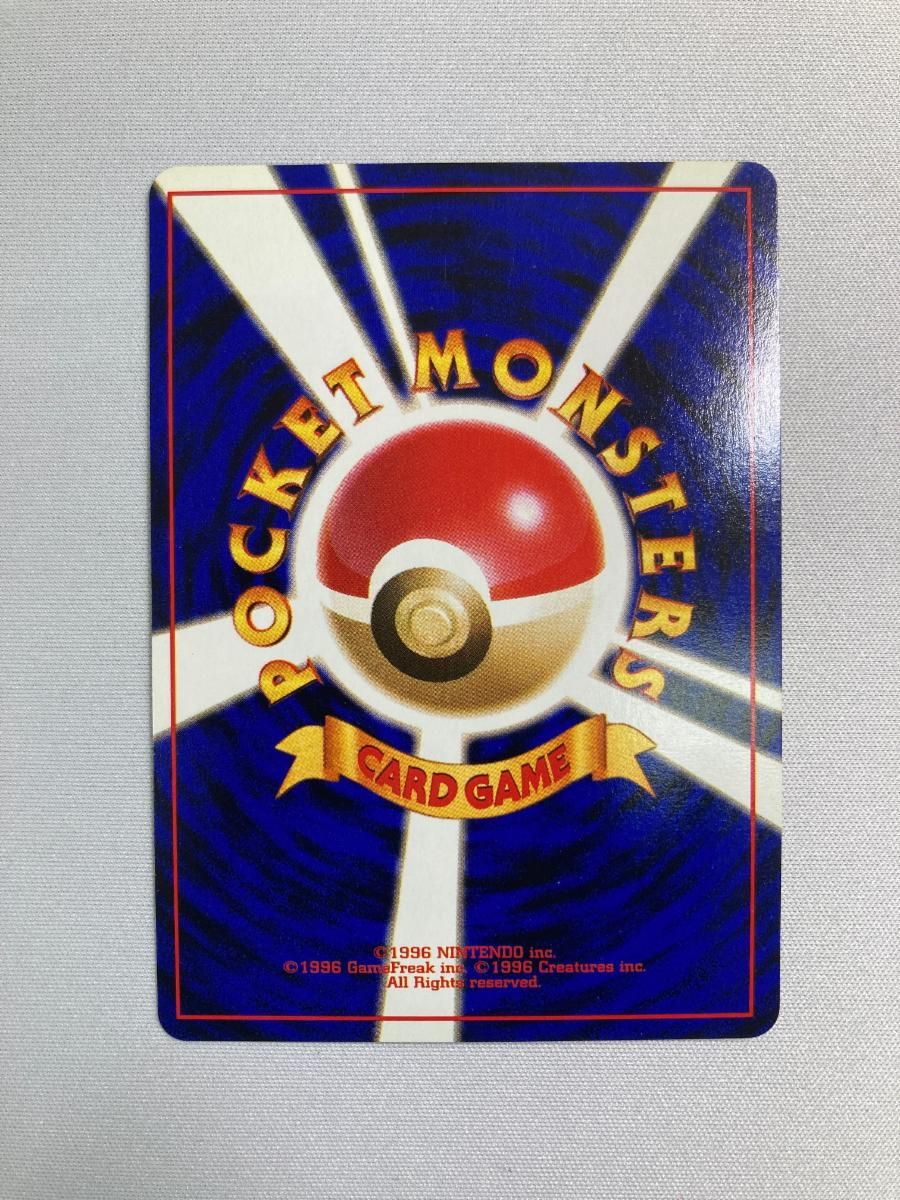 POCKET MONSTERS
CARD GAME
©1996 NINTENDO inc.
©1996 GameFreak inc. ©1996 Creatures inc.
All Rights reserved.